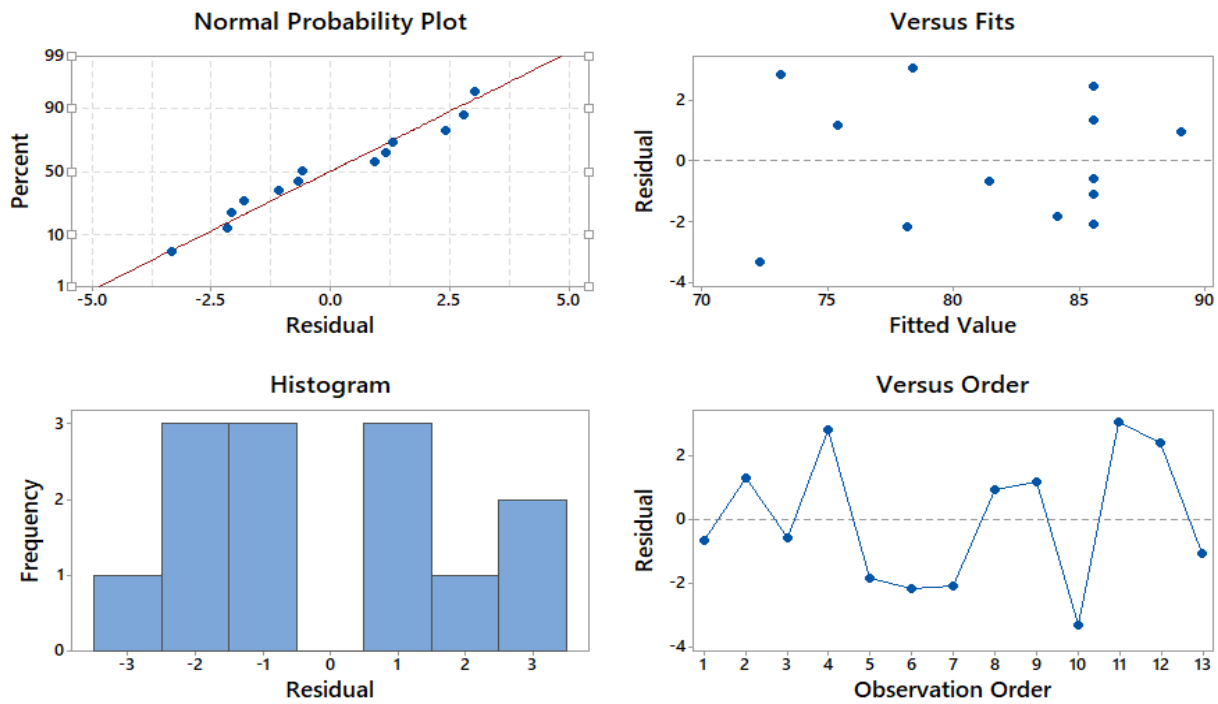 Normal Probability Plot
99
90
50
10
1
Percent
-5.0 -2.5 0.0 2.5 5.0
Residual
Versus Fits
2
0
-2
-4
Residual
70 75 80 85 90
Fitted Value
Histogram
3
2
1
0
Frequency
-3 -2 -1 0 1 2 3
Residual
Versus Order
2
0
-2
-4
Residual
1 2 3 4 5 6 7 8 9 10 11 12 13
Observation Order